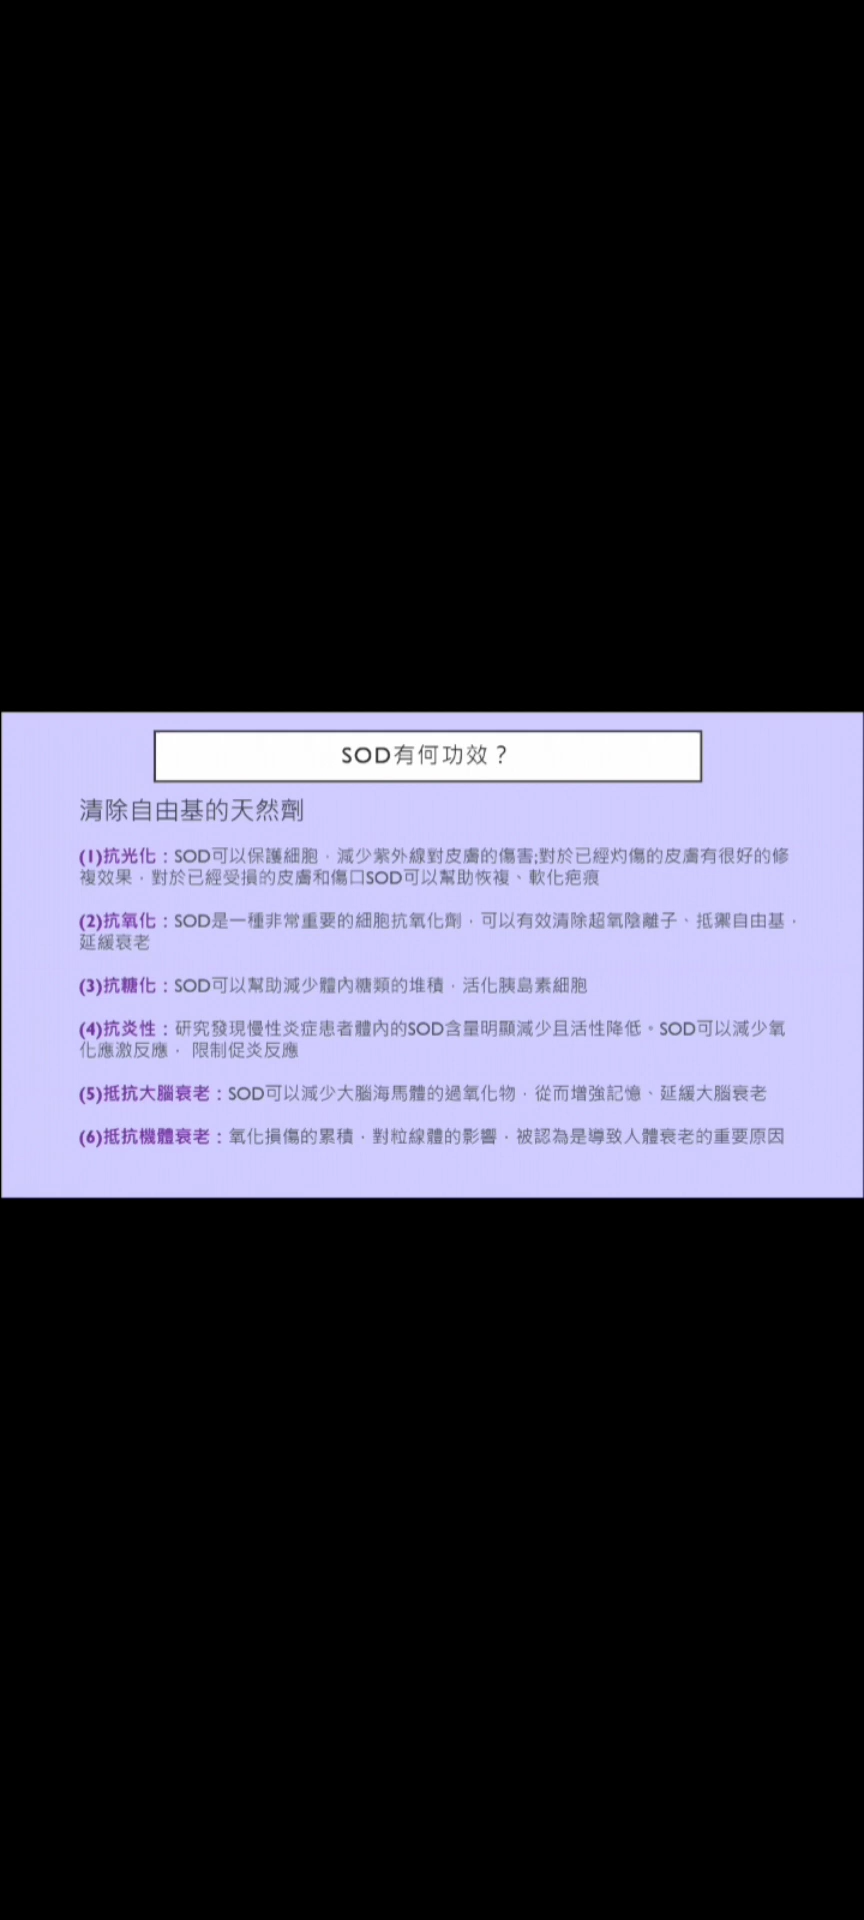 SOD有何功效？
清除自由基的天然劑
(1)抗光化：SOD可以保護細胞，減少紫外線對皮膚的傷害;對於已經灼傷的皮膚有很好的修
複效果，對於已經受損的皮膚和傷口SOD可以幫助恢複、軟化疤痕
(2)抗氧化：SOD是一種非常重要的細胞抗氧化劑，可以有效清除超氧陰離子、抵禦自由基，
延緩衰老
(3)抗糖化：SOD可以幫助減少體內糖類的堆積，活化胰島素細胞
(4)抗炎性：研究發現慢性炎症患者體內的SOD含量明顯減少且活性降低。SOD可以減少氧
化應激反應， 限制促炎反應
(5)抵抗大腦衰老：SOD可以減少大腦海馬體的過氧化物，從而增強記憶、延緩大腦衰老
(6)抵抗機體衰老：氧化損傷的累積，對粒線體的影響，被認為是導致人體衰老的重要原因